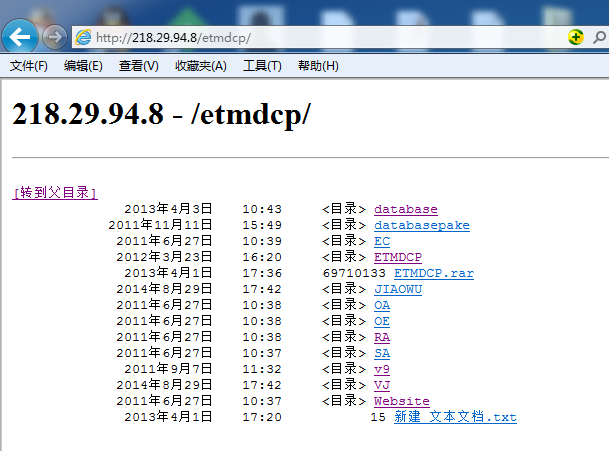 http://218.29.94.8/etmdcp/
文件(F) 编辑(E) 查看(V) 收藏夹(A) 工具(T) 帮助(H)
218.29.94.8 - /etmdcp/
[转到父目录]
2013年4月3日 10:43 <目录> database
2011年11月11日 15:49 <目录> databasepake
2011年6月27日 10:39 <目录> EC
2012年3月23日 16:20 <目录> ETMDCP
2013年4月1日 17:36 69710133 ETMDCP.rar
2014年8月29日 17:42 <目录> JIAOWU
2011年6月27日 10:38 <目录> OA
2011年6月27日 10:38 <目录> OE
2011年6月27日 10:38 <目录> RA
2011年6月27日 10:37 <目录> SA
2011年9月7日 11:32 <目录> v9
2014年8月29日 17:42 <目录> VJ
2011年6月27日 10:37 <目录> Website
2013年4月1日 17:20 15 新建 文本文档.txt